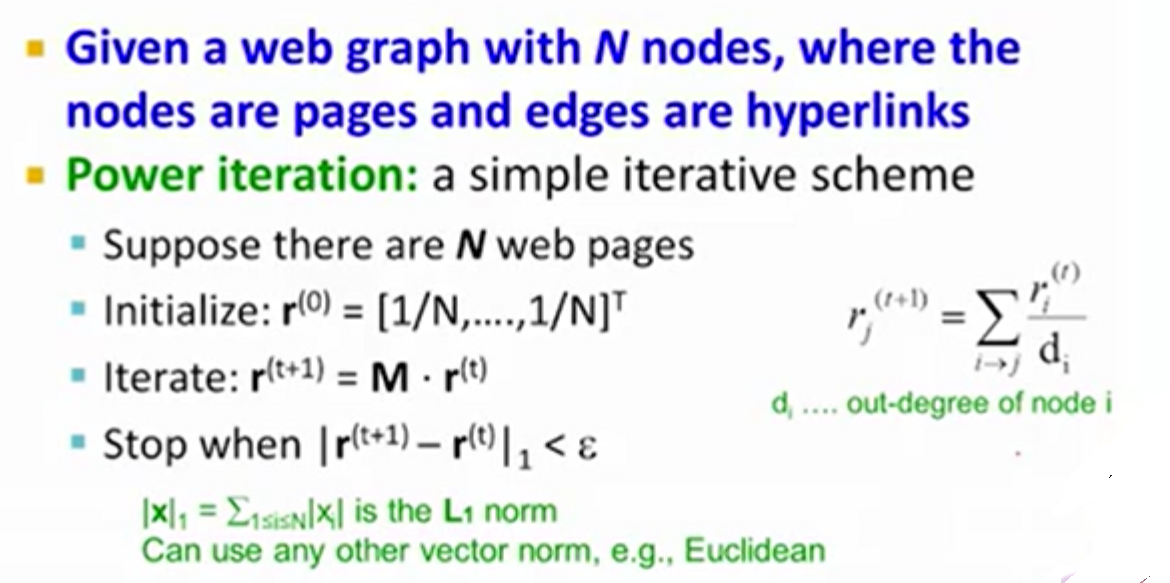 Given a web graph with N nodes, where the
nodes are pages and edges are hyperlinks
Power iteration: a simple iterative scheme
Suppose there are N web pages
Initialize: r⁽⁰⁾ = [1/N,....,1/N]ᵀ
Iterate: r⁽ᵗ⁺¹⁾ = M · r⁽ᵗ⁾
Stop when |r⁽ᵗ⁺¹⁾ – r⁽ᵗ⁾|₁ < ε
|x|₁ = Σ₁≤i≤N|xᵢ| is the L₁ norm
Can use any other vector norm, e.g., Euclidean
rⱼ⁽ᵗ⁺¹⁾ = Σ i→j rᵢ⁽ᵗ⁾ / dᵢ
dᵢ .... out-degree of node i